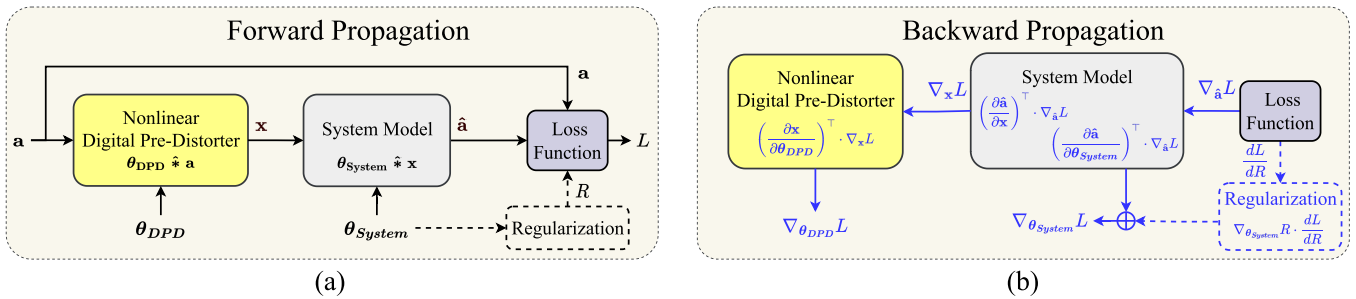 Forward Propagation
a
a
Nonlinear
Digital Pre-Distorter
θ_DPD *̂ a
x
System Model
θ_System *̂ x
â
Loss
Function
L
R
θ_DPD
θ_System
Regularization
(a)
Backward Propagation
Nonlinear
Digital Pre-Distorter
(∂x/∂θ_DPD)^⊤ · ∇_x L
∇_x L
System Model
(∂â/∂x)^⊤ · ∇_â L
(∂â/∂θ_System)^⊤ · ∇_â L
∇_â L
Loss
Function
dL/dR
Regularization
∇_θ_System R · dL/dR
∇_θ_DPD L
∇_θ_System L
(b)